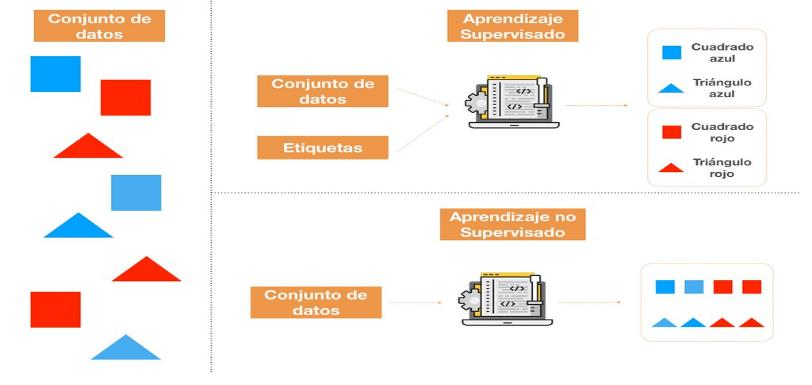 Conjunto de
datos
Aprendizaje
Supervisado
Conjunto de
datos
Etiquetas
</>
</>
Cuadrado
azul
Triángulo
azul
Cuadrado
rojo
Triángulo
rojo
Aprendizaje no
Supervisado
Conjunto de
datos
</>
</>